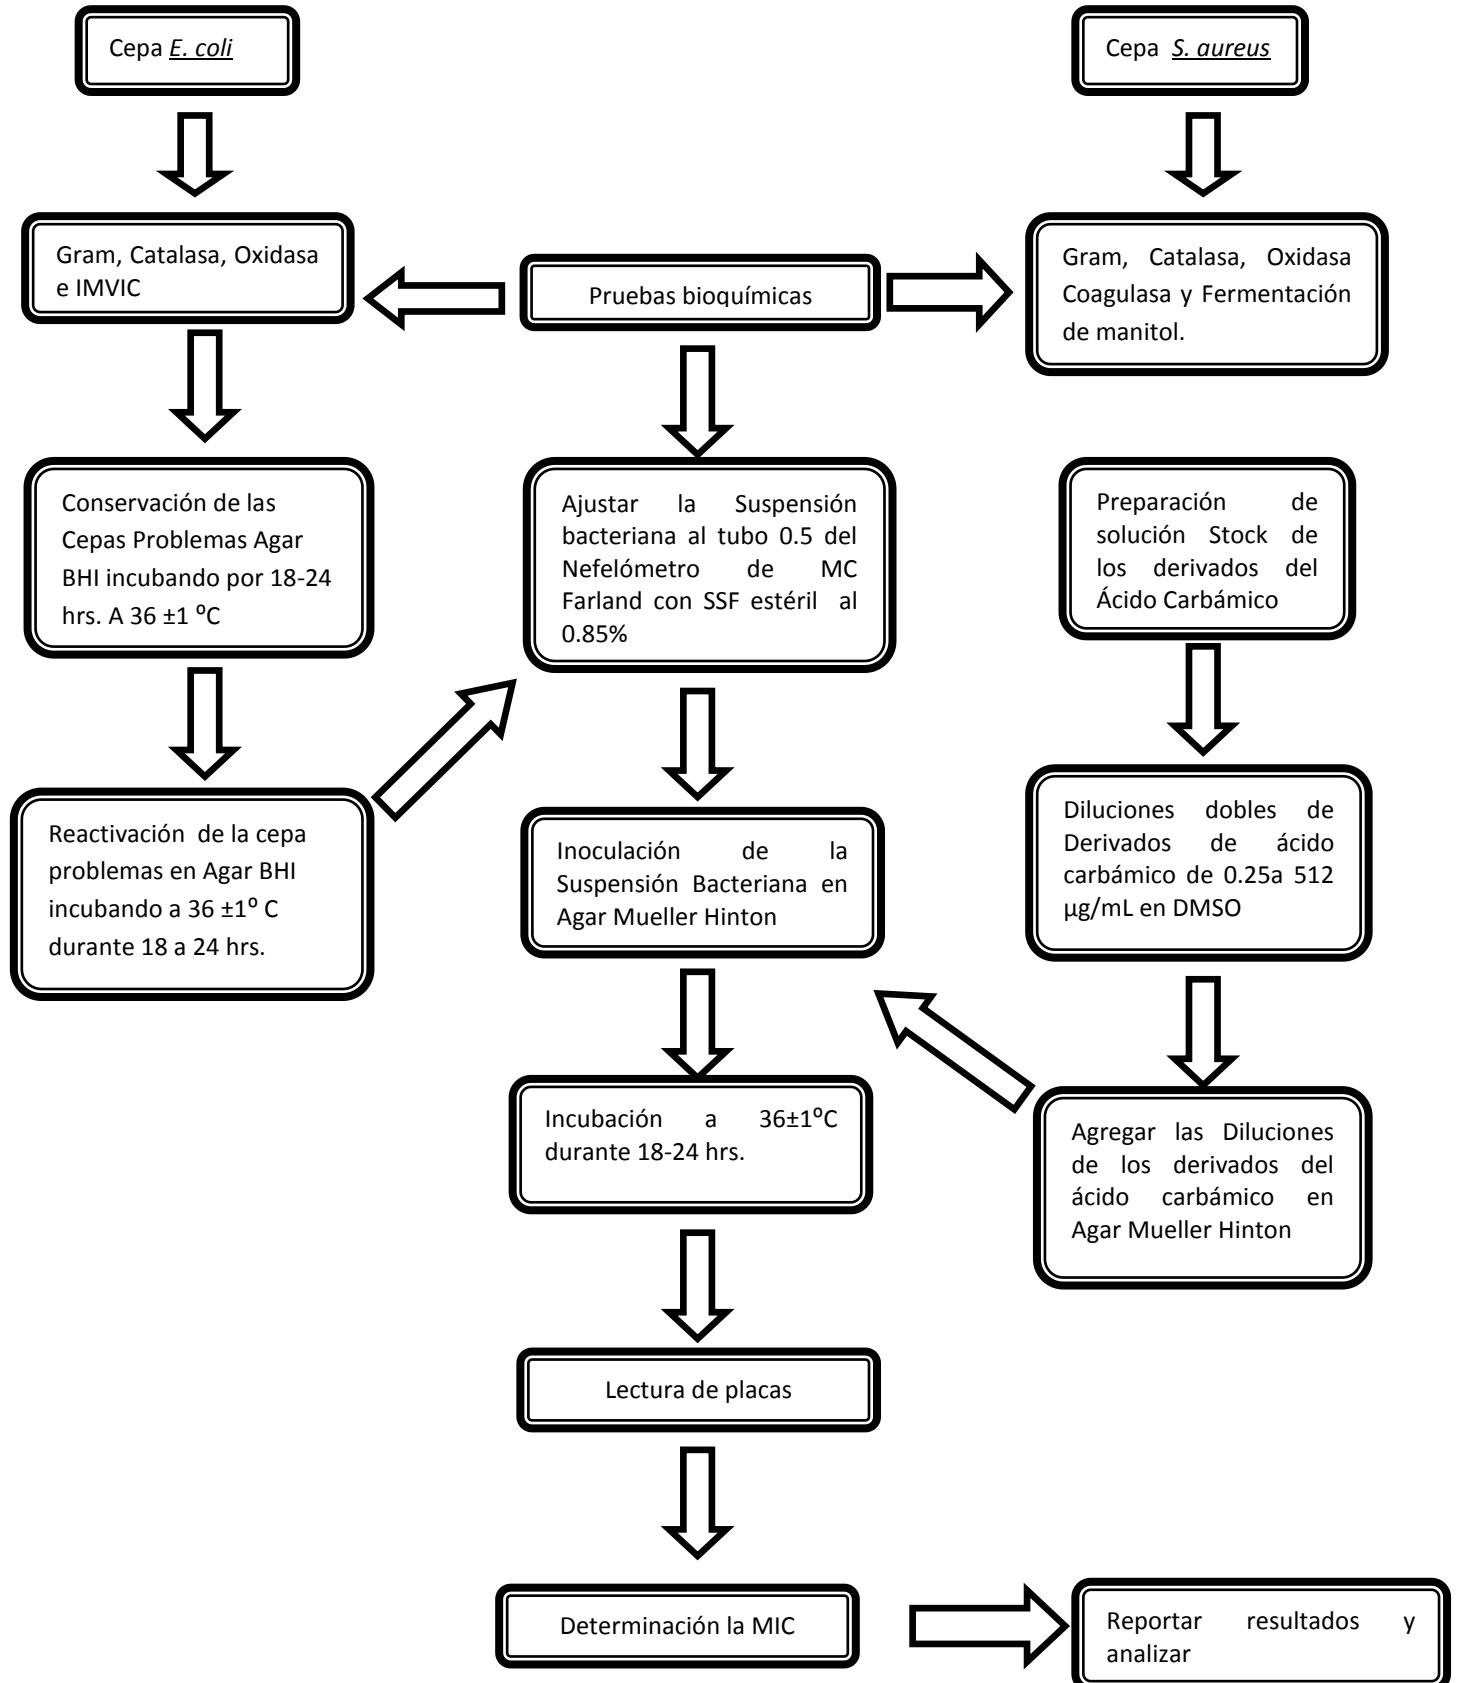 Cepa E. coli
Cepa S. aureus
Gram, Catalasa, Oxidasa
e IMVIC
Pruebas bioquímicas
Gram, Catalasa, Oxidasa
Coagulasa y Fermentación
de manitol.
Conservación de las
Cepas Problemas Agar
BHI incubando por 18-24
hrs. A 36 ±1 ⁰C
Ajustar la Suspensión
bacteriana al tubo 0.5 del
Nefelómetro de MC
Farland con SSF estéril al
0.85%
Preparación de
solución Stock de
los derivados del
Ácido Carbámico
Reactivación de la cepa
problemas en Agar BHI
incubando a 36 ±1⁰ C
durante 18 a 24 hrs.
Inoculación de la
Suspensión Bacteriana en
Agar Mueller Hinton
Diluciones dobles de
Derivados de ácido
carbámico de 0.25a 512
µg/mL en DMSO
Incubación a 36±1⁰C
durante 18-24 hrs.
Agregar las Diluciones
de los derivados del
ácido carbámico en
Agar Mueller Hinton
Lectura de placas
Determinación la MIC
Reportar resultados y
analizar